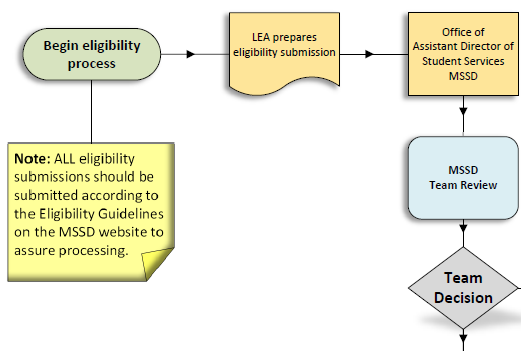 Begin eligibility
process
LEA prepares
eligibility submission
Office of
Assistant Director of
Student Services
MSSD
Note: ALL eligibility
submissions should be
submitted according to
the Eligibility Guidelines
on the MSSD website to
assure processing.
MSSD
Team Review
Team
Decision